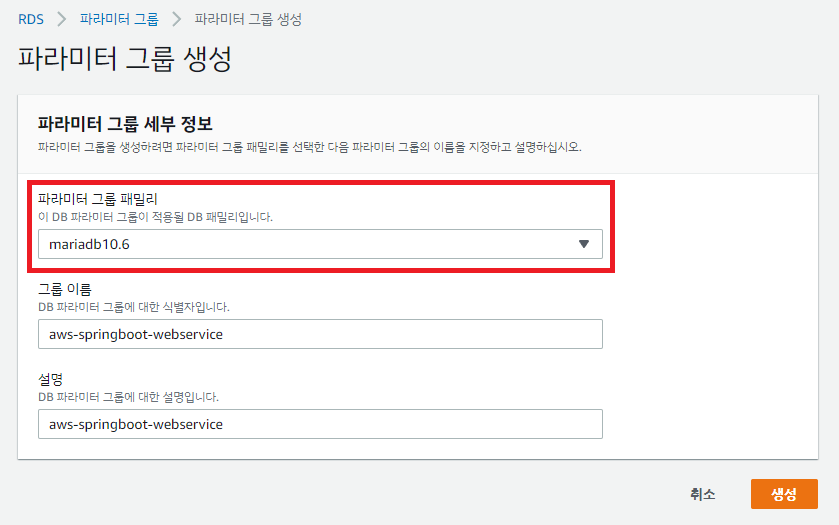 RDS > 파라미터 그룹 > 파라미터 그룹 생성
파라미터 그룹 생성
파라미터 그룹 세부 정보
파라미터 그룹을 생성하려면 파라미터 그룹 패밀리를 선택한 다음 파라미터 그룹의 이름을 지정하고 설명하십시오.
파라미터 그룹 패밀리
이 DB 파라미터 그룹이 적용될 DB 패밀리입니다.
mariadb10.6
그룹 이름
DB 파라미터 그룹에 대한 식별자입니다.
aws-springboot-webservice
설명
DB 파라미터 그룹에 대한 설명입니다.
aws-springboot-webservice
취소 생성